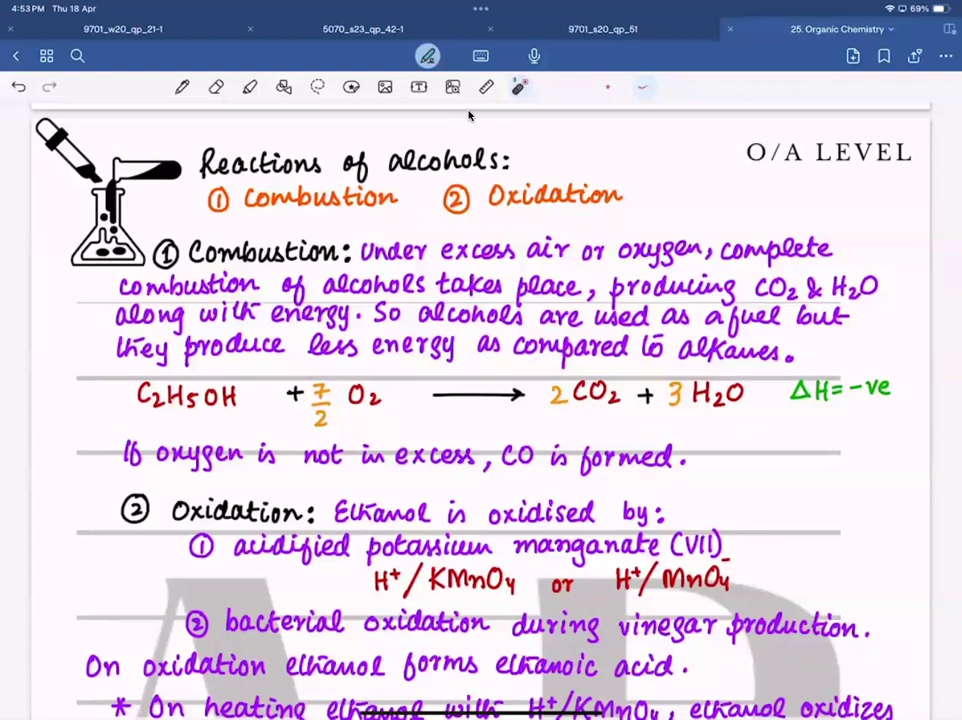 4:53 PM Thu 18 Apr
69%
9701_w20_qp_21-1
5070_s23_qp_42-1
9701_s20_qp_51
25. Organic Chemistry
O/A LEVEL
Reactions of alcohols:
① Combustion ② Oxidation
① Combustion: Under excess air or oxygen, complete
combustion of alcohols takes place, producing CO₂ & H₂O
along with energy. So alcohols are used as a fuel but
they produce less energy as compared to alkanes.
C₂H₅OH + 7/2 O₂ ⟶ 2CO₂ + 3H₂O ΔH = -ve
If oxygen is not in excess, CO is formed.
② Oxidation: Ethanol is oxidised by:
① acidified potassium manganate (VII)
H⁺/KMnO₄ or H⁺/MnO₄⁻
② bacterial oxidation during vinegar production.
On oxidation ethanol forms ethanoic acid.
* On heating ethanol with H⁺/KMnO₄, ethanol oxidizes